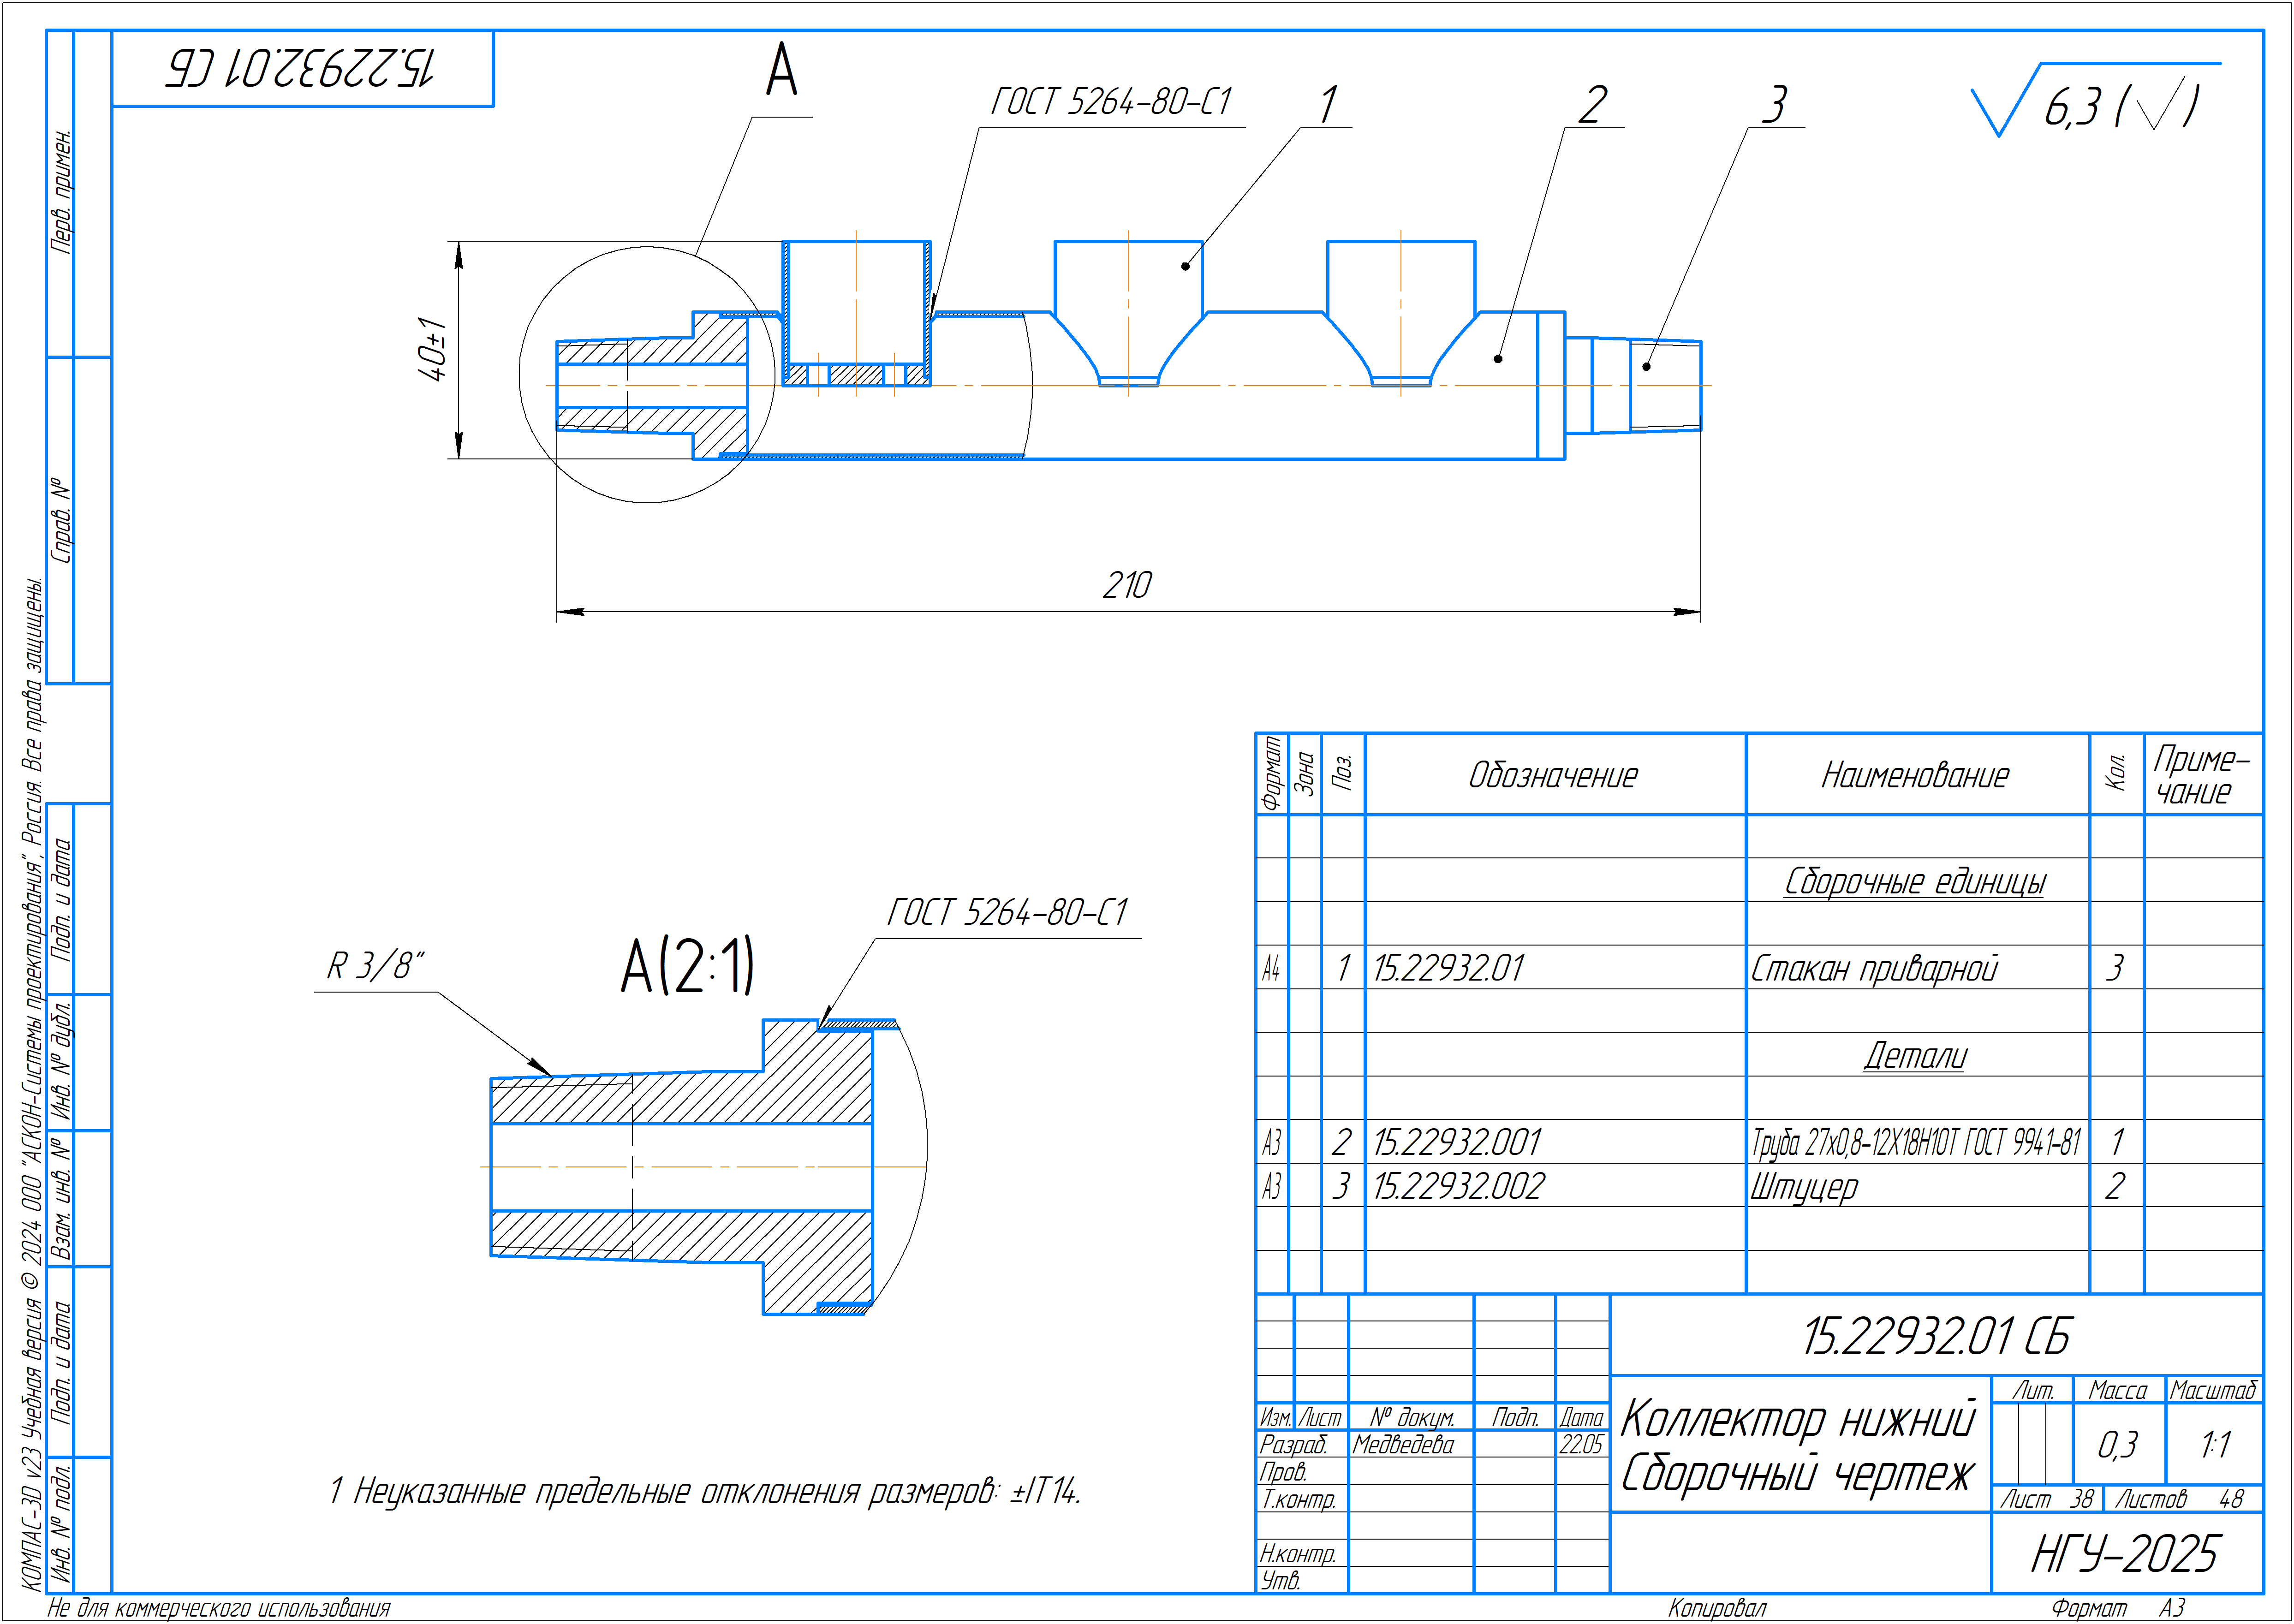 15.22932.01 СБ
А
ГОСТ 5264-80-С1
1
2
3
6,3 (√)
40±1
210
R 3/8"
А(2:1)
ГОСТ 5264-80-С1
1 Неуказанные предельные отклонения размеров: ±IT14.
Формат
Зона
Поз.
Обозначение
Наименование
Кол.
Приме-
чание
Сборочные единицы
А4 1 15.22932.01 Стакан приварной 3
Детали
А3 2 15.22932.001 Труба 27х0,8-12Х18Н10Т ГОСТ 9941-81 1
А3 3 15.22932.002 Штуцер 2
15.22932.01 СБ
Изм. Лист № докум. Подп. Дата
Разраб. Медведева 22.05
Пров.
Т.контр.
Н.контр.
Утв.
Коллектор нижний
Сборочный чертеж
Лит. Масса Масштаб
0,3 1:1
Лист 38 Листов 48
НГУ-2025
Перв. примен.
Справ. №
Подп. и дата
Инв. № дубл.
Взам. инв. №
Подп. и дата
Инв. № подл.
КОМПАС-3D v23 Учебная версия © 2024 ООО "АСКОН-Системы проектирования", Россия. Все права защищены.
Не для коммерческого использования
Копировал
Формат А3